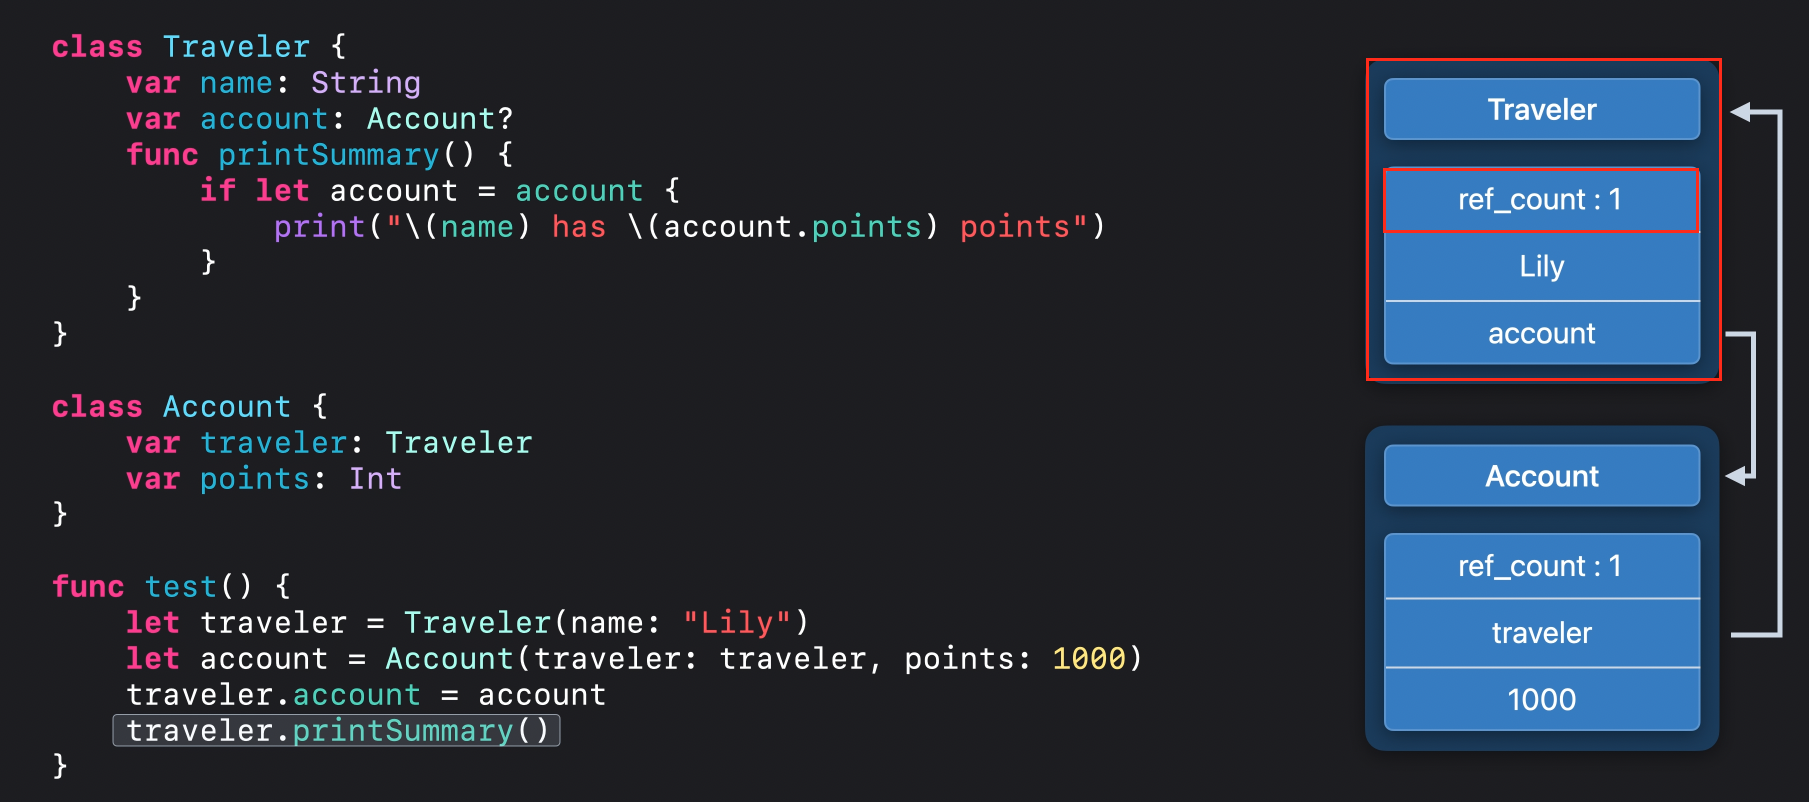 class Traveler {
    var name: String
    var account: Account?
    func printSummary() {
        if let account = account {
            print("\(name) has \(account.points) points")
        }
    }
}
class Account {
    var traveler: Traveler
    var points: Int
}
func test() {
    let traveler = Traveler(name: "Lily")
    let account = Account(traveler: traveler, points: 1000)
    traveler.account = account
    traveler.printSummary()
}
Traveler
ref_count : 1
Lily
account
Account
ref_count : 1
traveler
1000